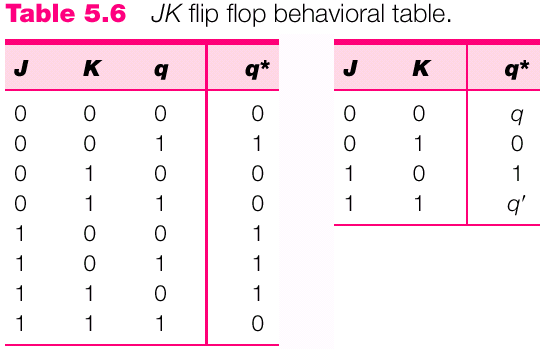 Table 5.6 JK flip flop behavioral table.
J K q q* J K q*
0 0 0 0 0 0 q
0 0 1 1 0 1 0
0 1 0 0 1 0 1
0 1 1 0 1 1 q′
1 0 0 1
1 0 1 1
1 1 0 1
1 1 1 0